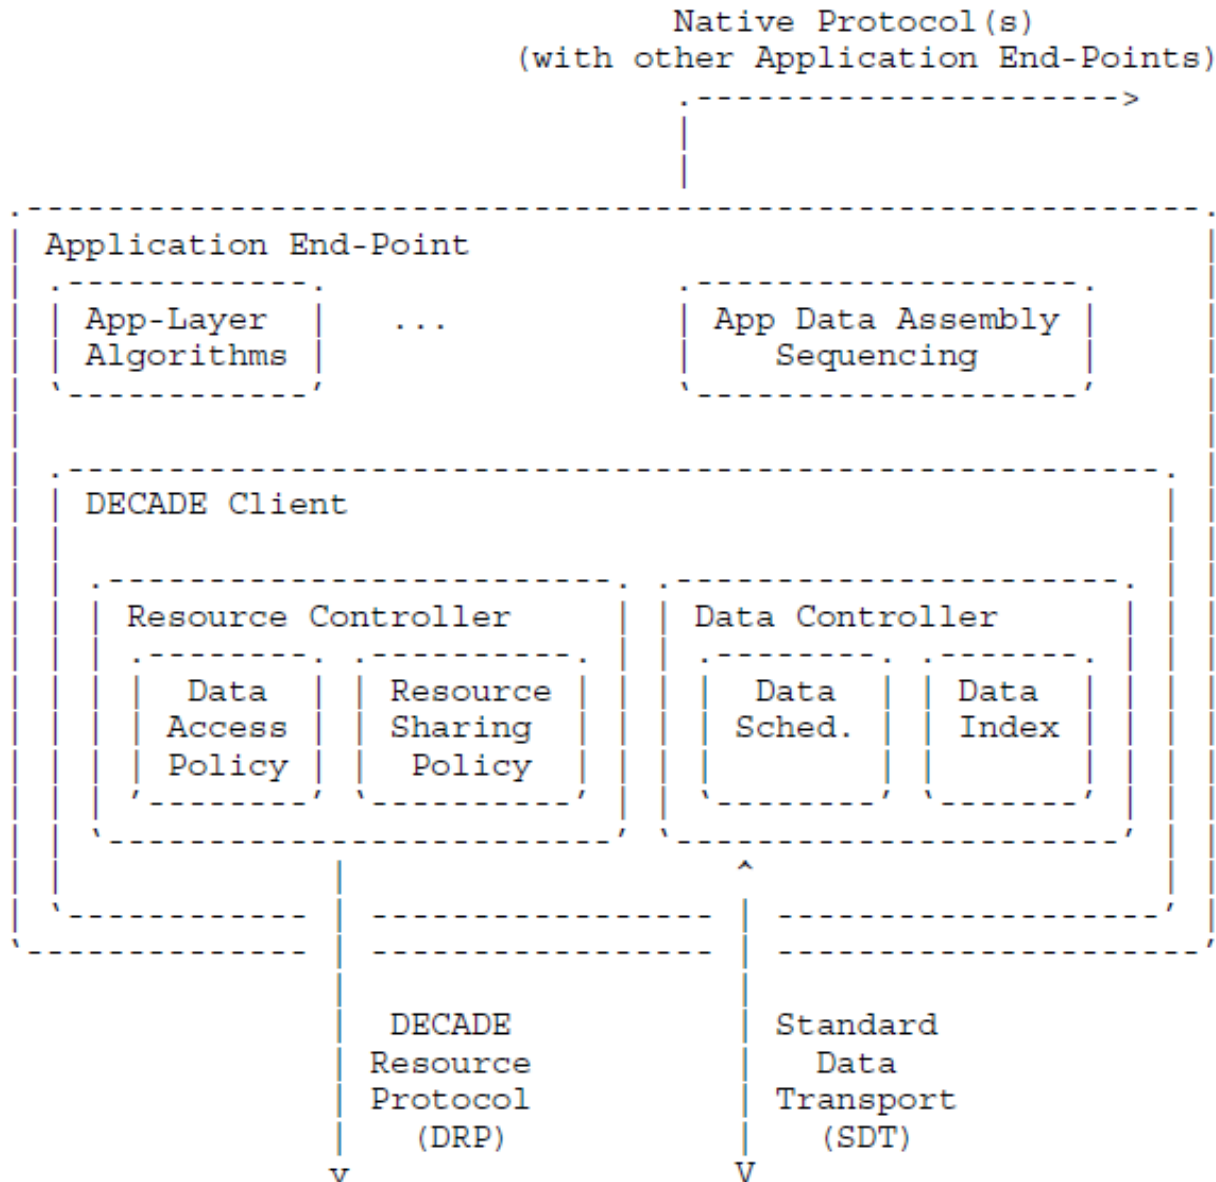 Native Protocol(s)
(with other Application End-Points)
Application End-Point
App-Layer ... App Data Assembly
Algorithms Sequencing
DECADE Client
Resource Controller Data Controller
Data Resource Data Data
Access Sharing Sched. Index
Policy Policy
DECADE Standard
Resource Data
Protocol Transport
(DRP) (SDT)